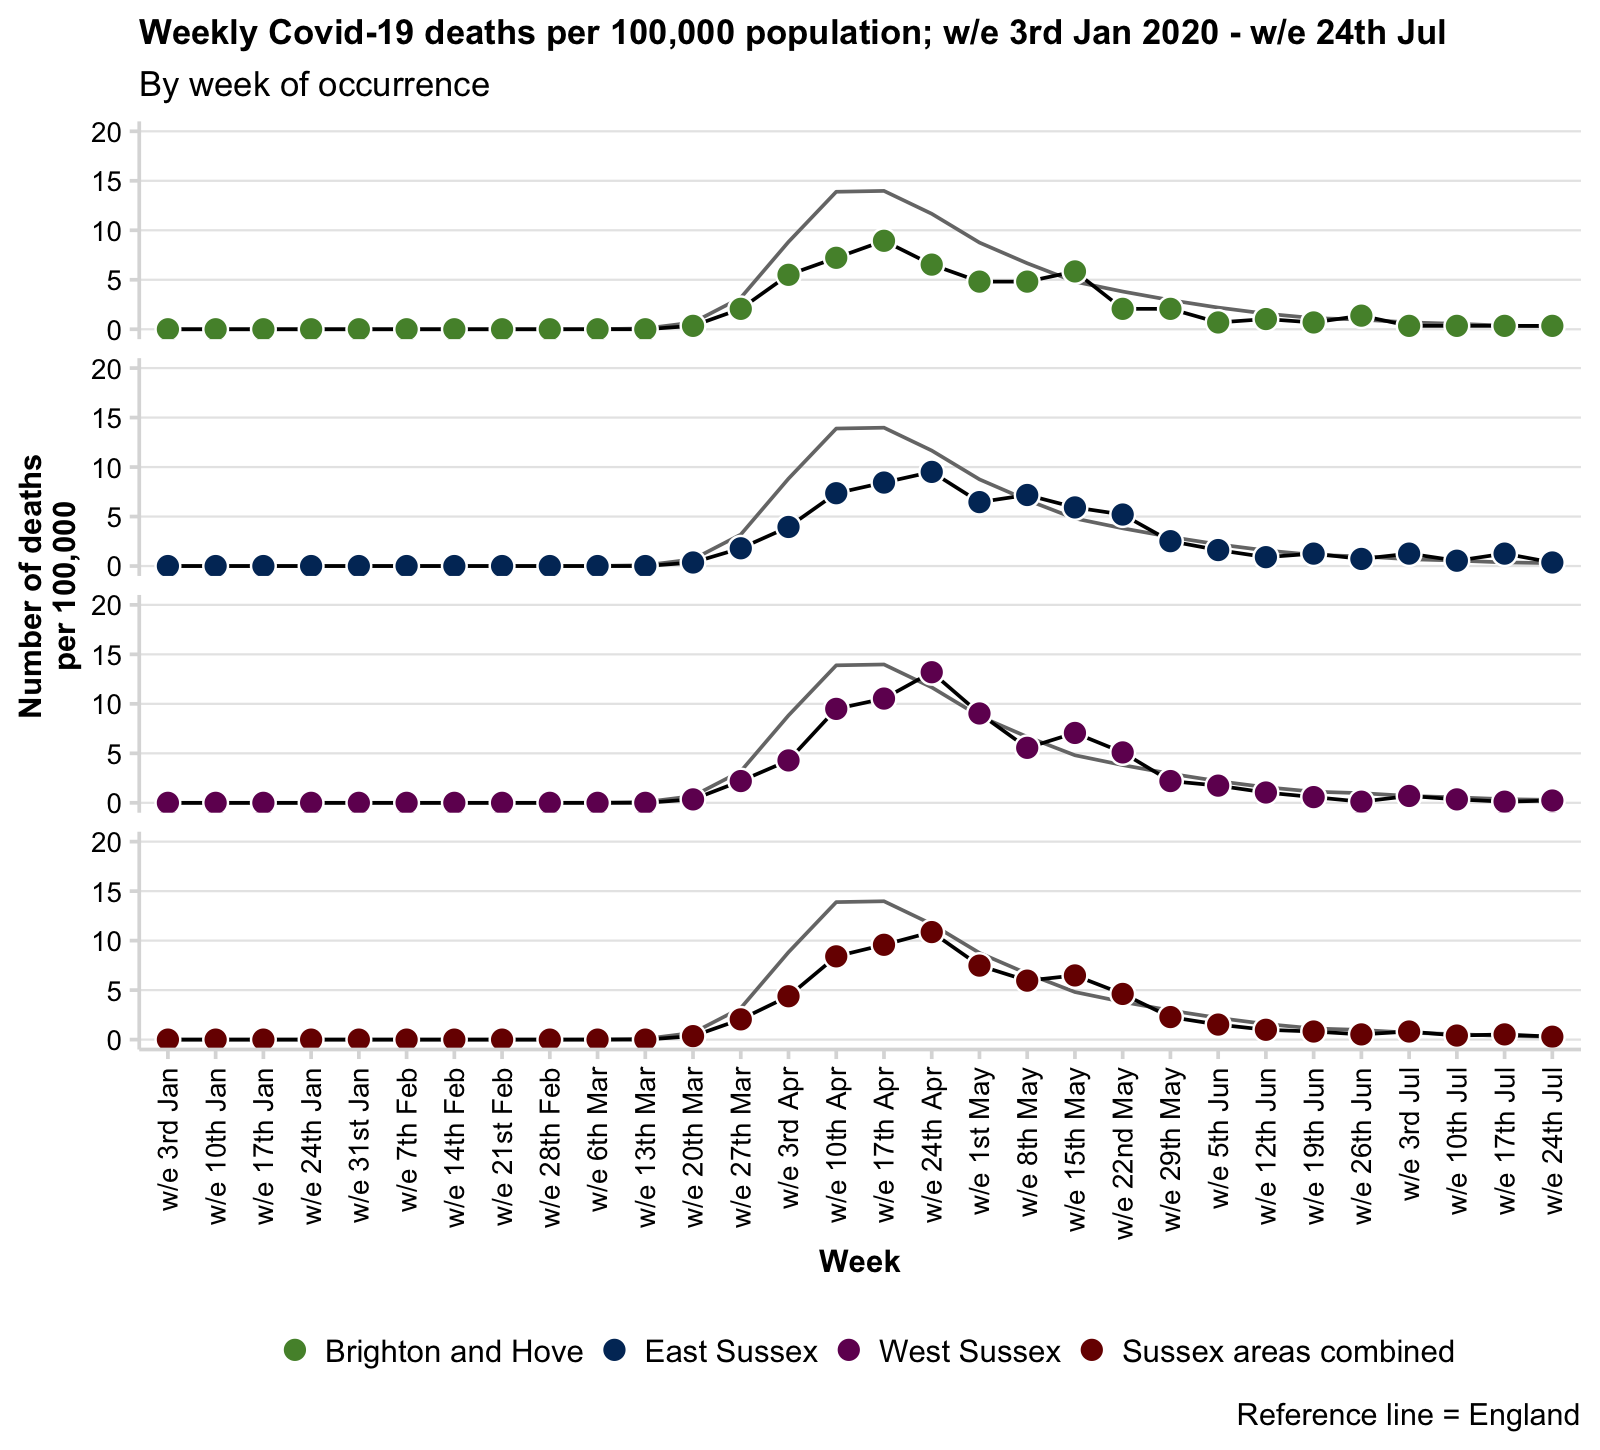 Weekly Covid-19 deaths per 100,000 population; w/e 3rd Jan 2020 - w/e 24th Jul
By week of occurrence
Number of deaths
per 100,000
20
15
10
5
0
20
15
10
5
0
20
15
10
5
0
20
15
10
5
0
w/e 3rd Jan
w/e 10th Jan
w/e 17th Jan
w/e 24th Jan
w/e 31st Jan
w/e 7th Feb
w/e 14th Feb
w/e 21st Feb
w/e 28th Feb
w/e 6th Mar
w/e 13th Mar
w/e 20th Mar
w/e 27th Mar
w/e 3rd Apr
w/e 10th Apr
w/e 17th Apr
w/e 24th Apr
w/e 1st May
w/e 8th May
w/e 15th May
w/e 22nd May
w/e 29th May
w/e 5th Jun
w/e 12th Jun
w/e 19th Jun
w/e 26th Jun
w/e 3rd Jul
w/e 10th Jul
w/e 17th Jul
w/e 24th Jul
Week
Brighton and Hove East Sussex West Sussex Sussex areas combined
Reference line = England